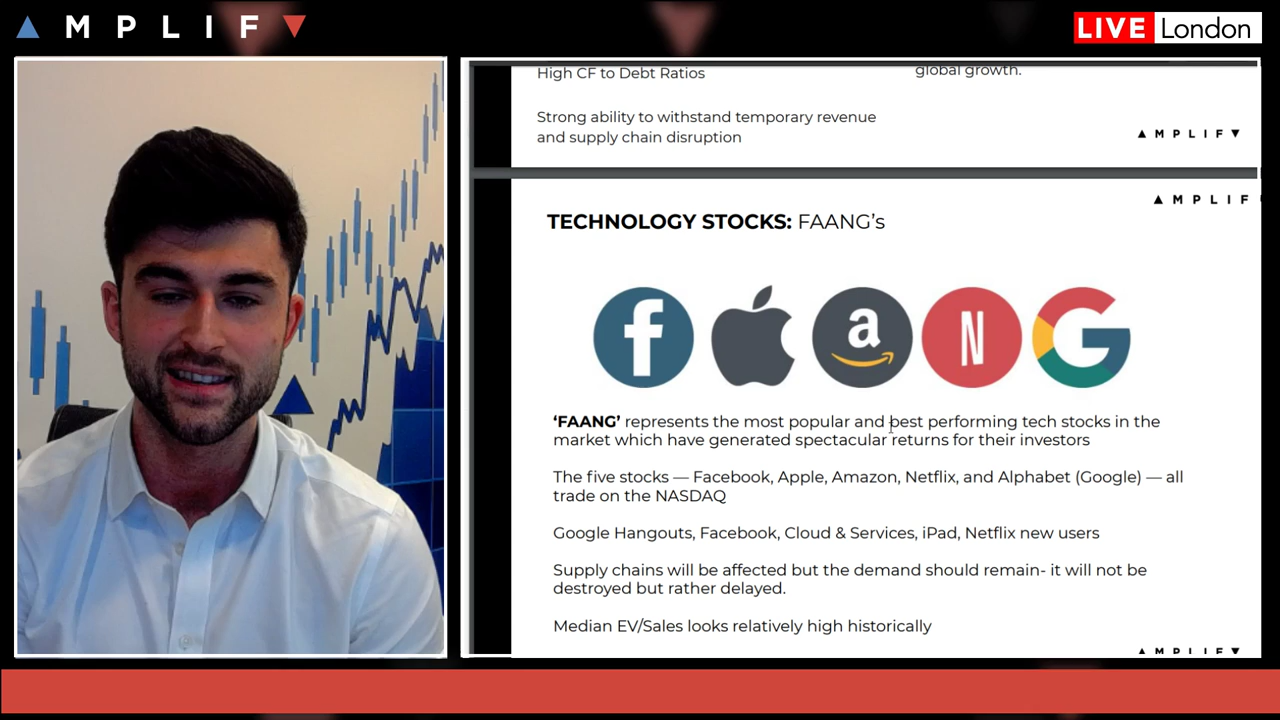 AMPLIFY
LIVE London
High CF to Debt Ratios
global growth.
Strong ability to withstand temporary revenue
and supply chain disruption
AMPLIFY
AMPLIF
TECHNOLOGY STOCKS: FAANG's
f a N G
‘FAANG’ represents the most popular and best performing tech stocks in the
market which have generated spectacular returns for their investors
The five stocks — Facebook, Apple, Amazon, Netflix, and Alphabet (Google) — all
trade on the NASDAQ
Google Hangouts, Facebook, Cloud & Services, iPad, Netflix new users
Supply chains will be affected but the demand should remain- it will not be
destroyed but rather delayed.
Median EV/Sales looks relatively high historically
AMPLIFY